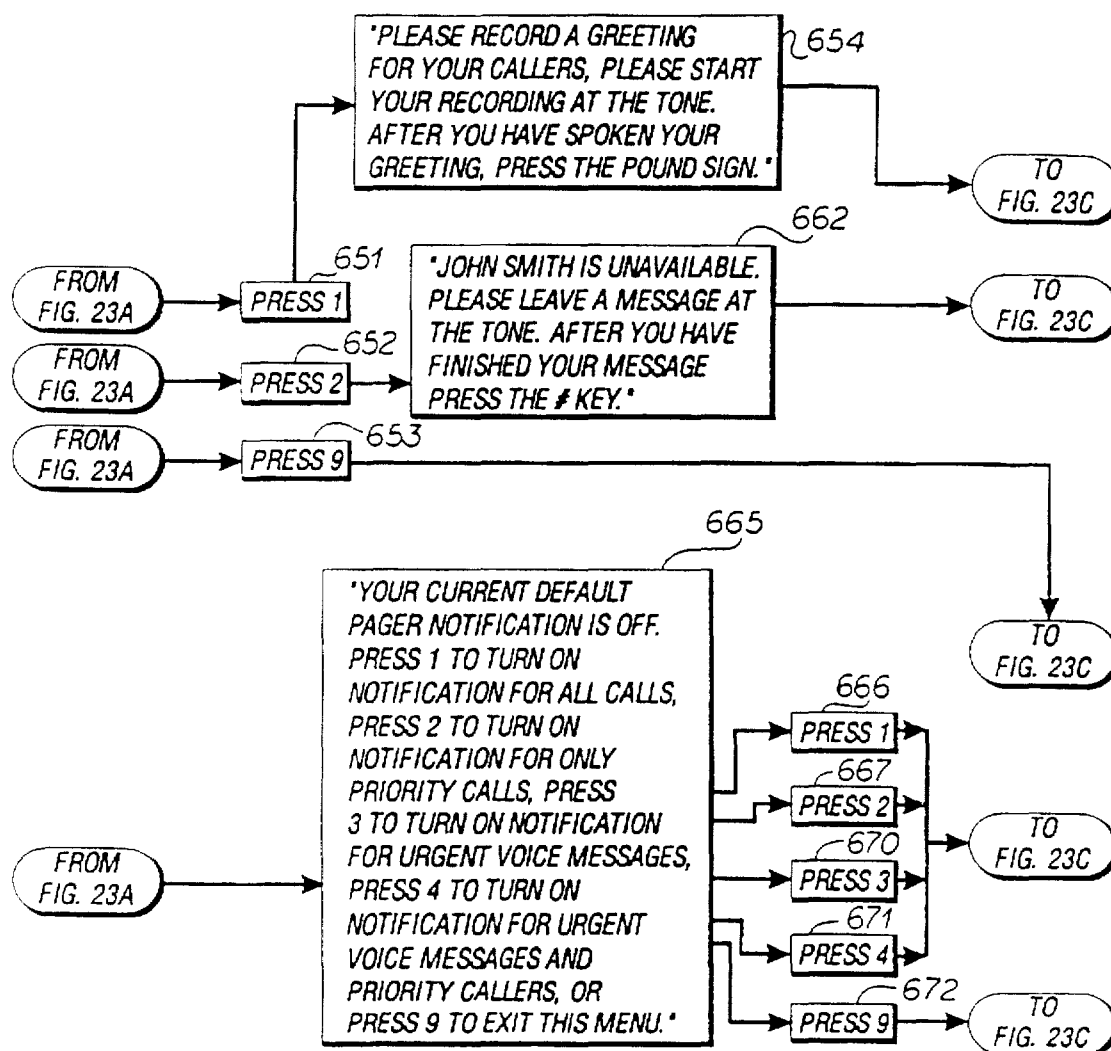 "PLEASE RECORD A GREETING
FOR YOUR CALLERS, PLEASE START
YOUR RECORDING AT THE TONE.
AFTER YOU HAVE SPOKEN YOUR
GREETING, PRESS THE POUND SIGN."
654
TO
FIG. 23C
FROM
FIG. 23A
651
PRESS 1
662
"JOHN SMITH IS UNAVAILABLE.
PLEASE LEAVE A MESSAGE AT
THE TONE. AFTER YOU HAVE
FINISHED YOUR MESSAGE
PRESS THE # KEY."
TO
FIG. 23C
FROM
FIG. 23A
652
PRESS 2
FROM
FIG. 23A
653
PRESS 9
TO
FIG. 23C
FROM
FIG. 23A
665
"YOUR CURRENT DEFAULT
PAGER NOTIFICATION IS OFF.
PRESS 1 TO TURN ON
NOTIFICATION FOR ALL CALLS,
PRESS 2 TO TURN ON
NOTIFICATION FOR ONLY
PRIORITY CALLS, PRESS
3 TO TURN ON NOTIFICATION
FOR URGENT VOICE MESSAGES,
PRESS 4 TO TURN ON
NOTIFICATION FOR URGENT
VOICE MESSAGES AND
PRIORITY CALLERS, OR
PRESS 9 TO EXIT THIS MENU."
666
PRESS 1
667
PRESS 2
670
PRESS 3
671
PRESS 4
TO
FIG. 23C
672
PRESS 9
TO
FIG. 23C